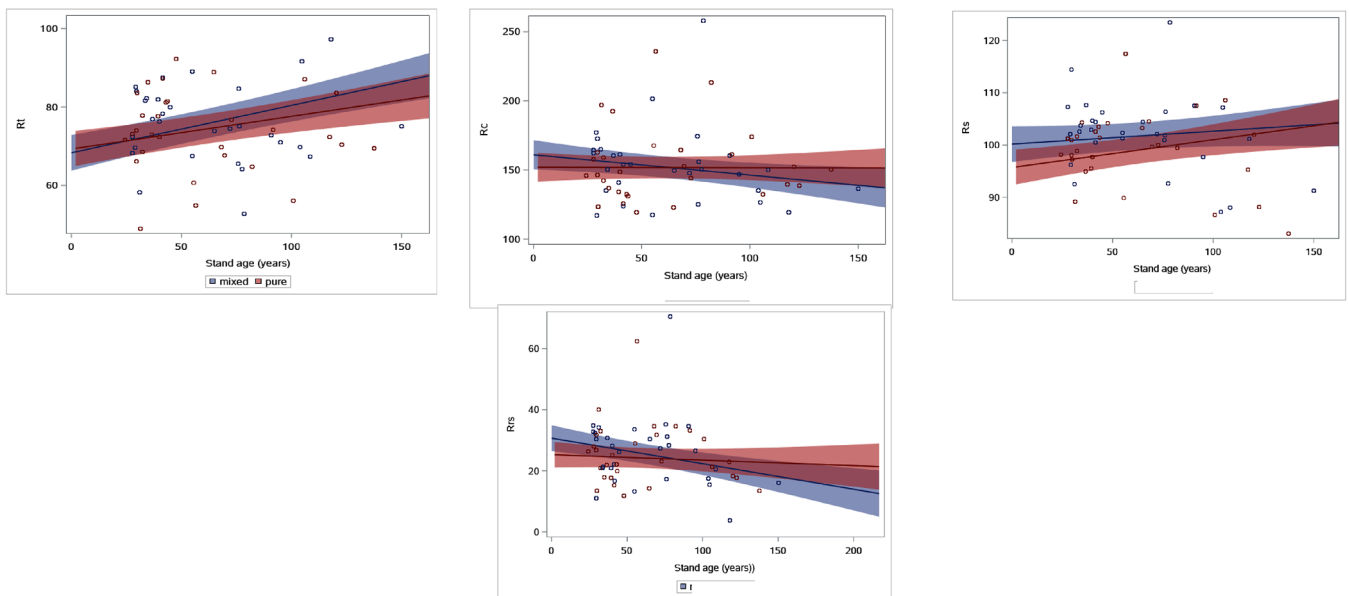 100
80
60
Rt
0 50 100 150
Stand age (years)
mixed pure
250
200
150
100
Rc
0 50 100 150
Stand age (years)
120
110
100
90
Rs
0 50 100 150
Stand age (years)
60
40
20
0
Rrs
0 50 100 150 200
Stand age (years))